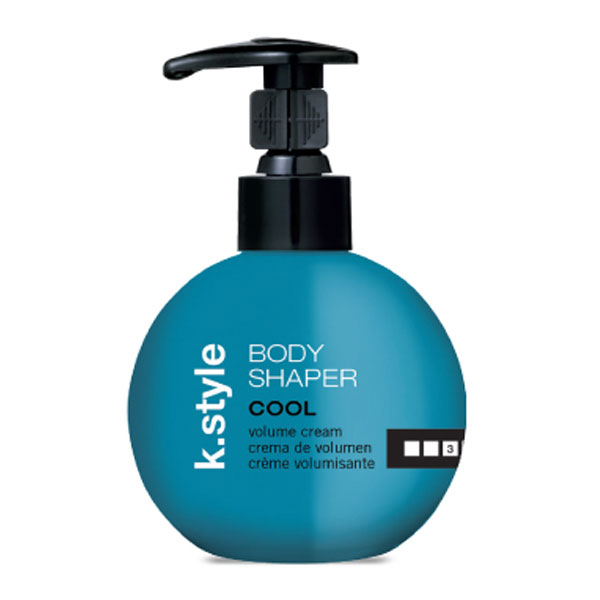 k.style
BODY
SHAPER
COOL
volume cream
crema de volumen
crème volumisante
3